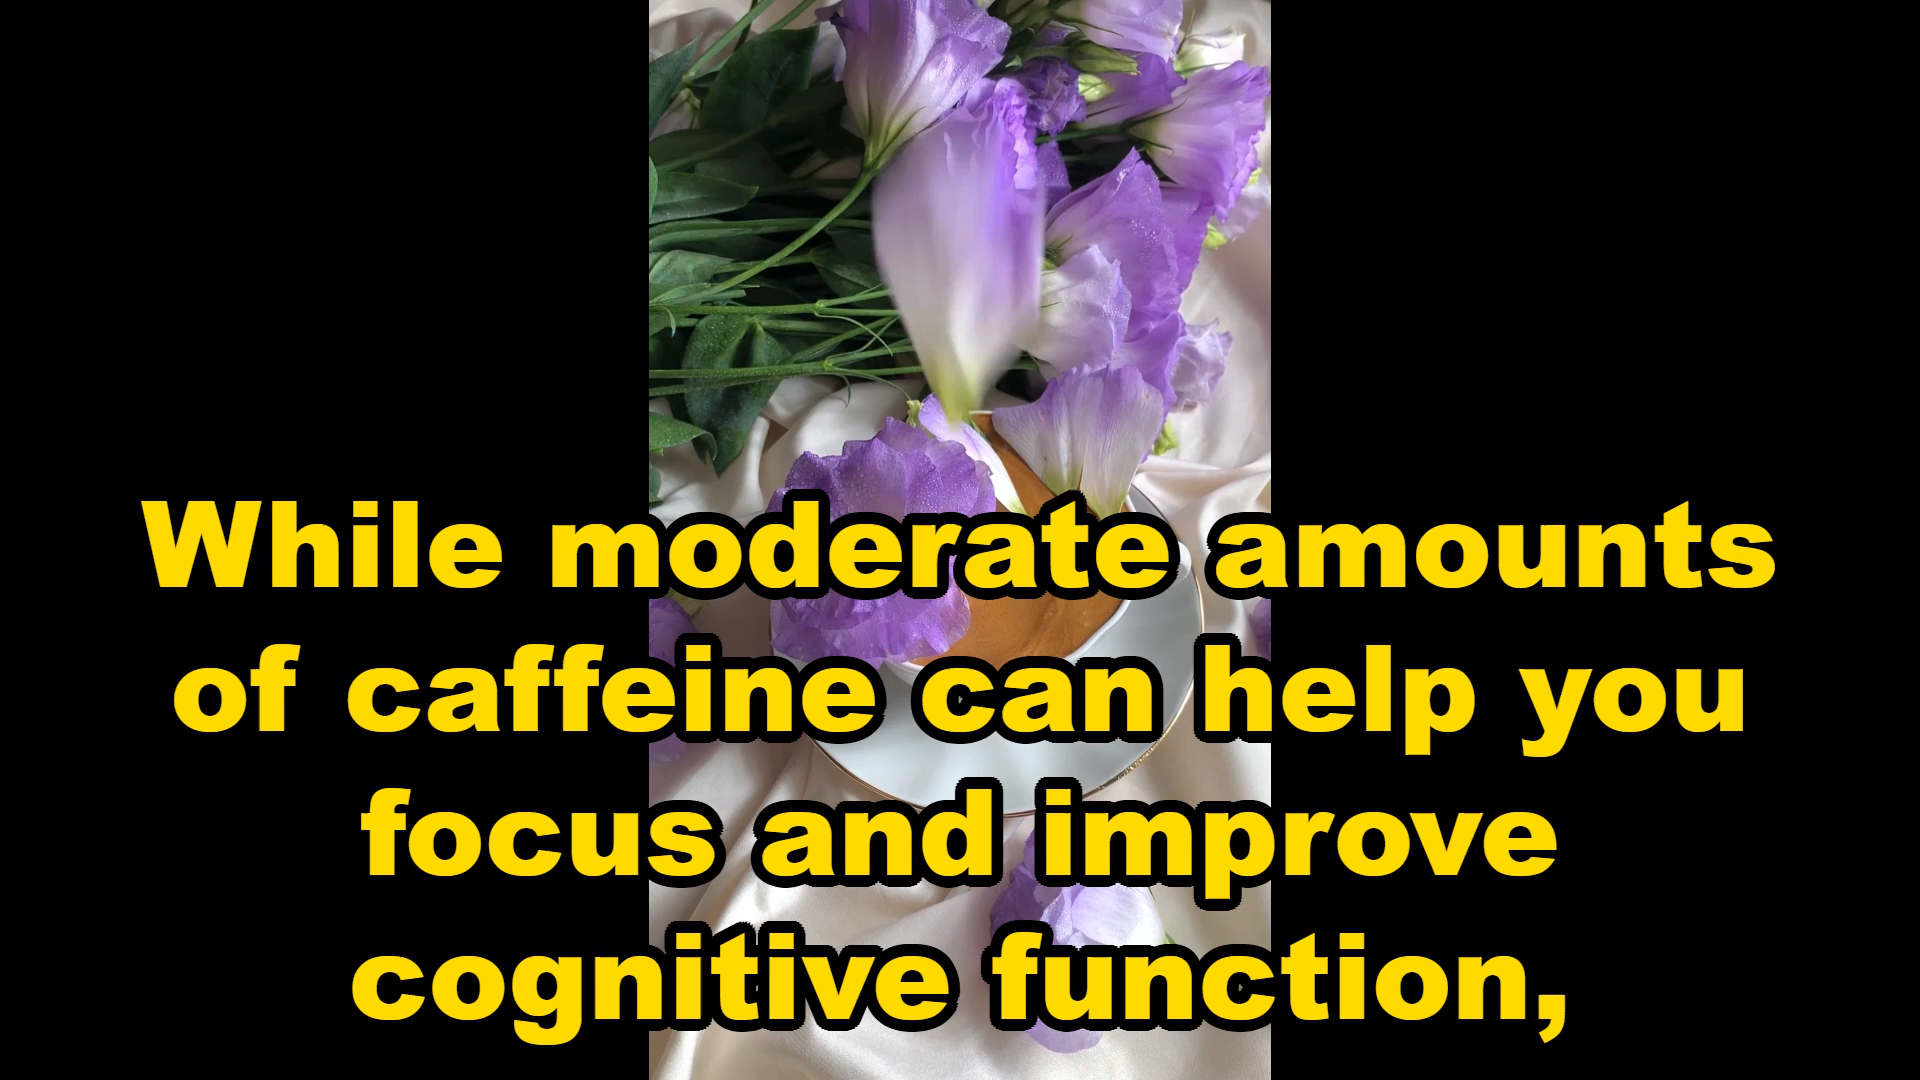 While moderate amounts
of caffeine can help you
focus and improve
cognitive function,